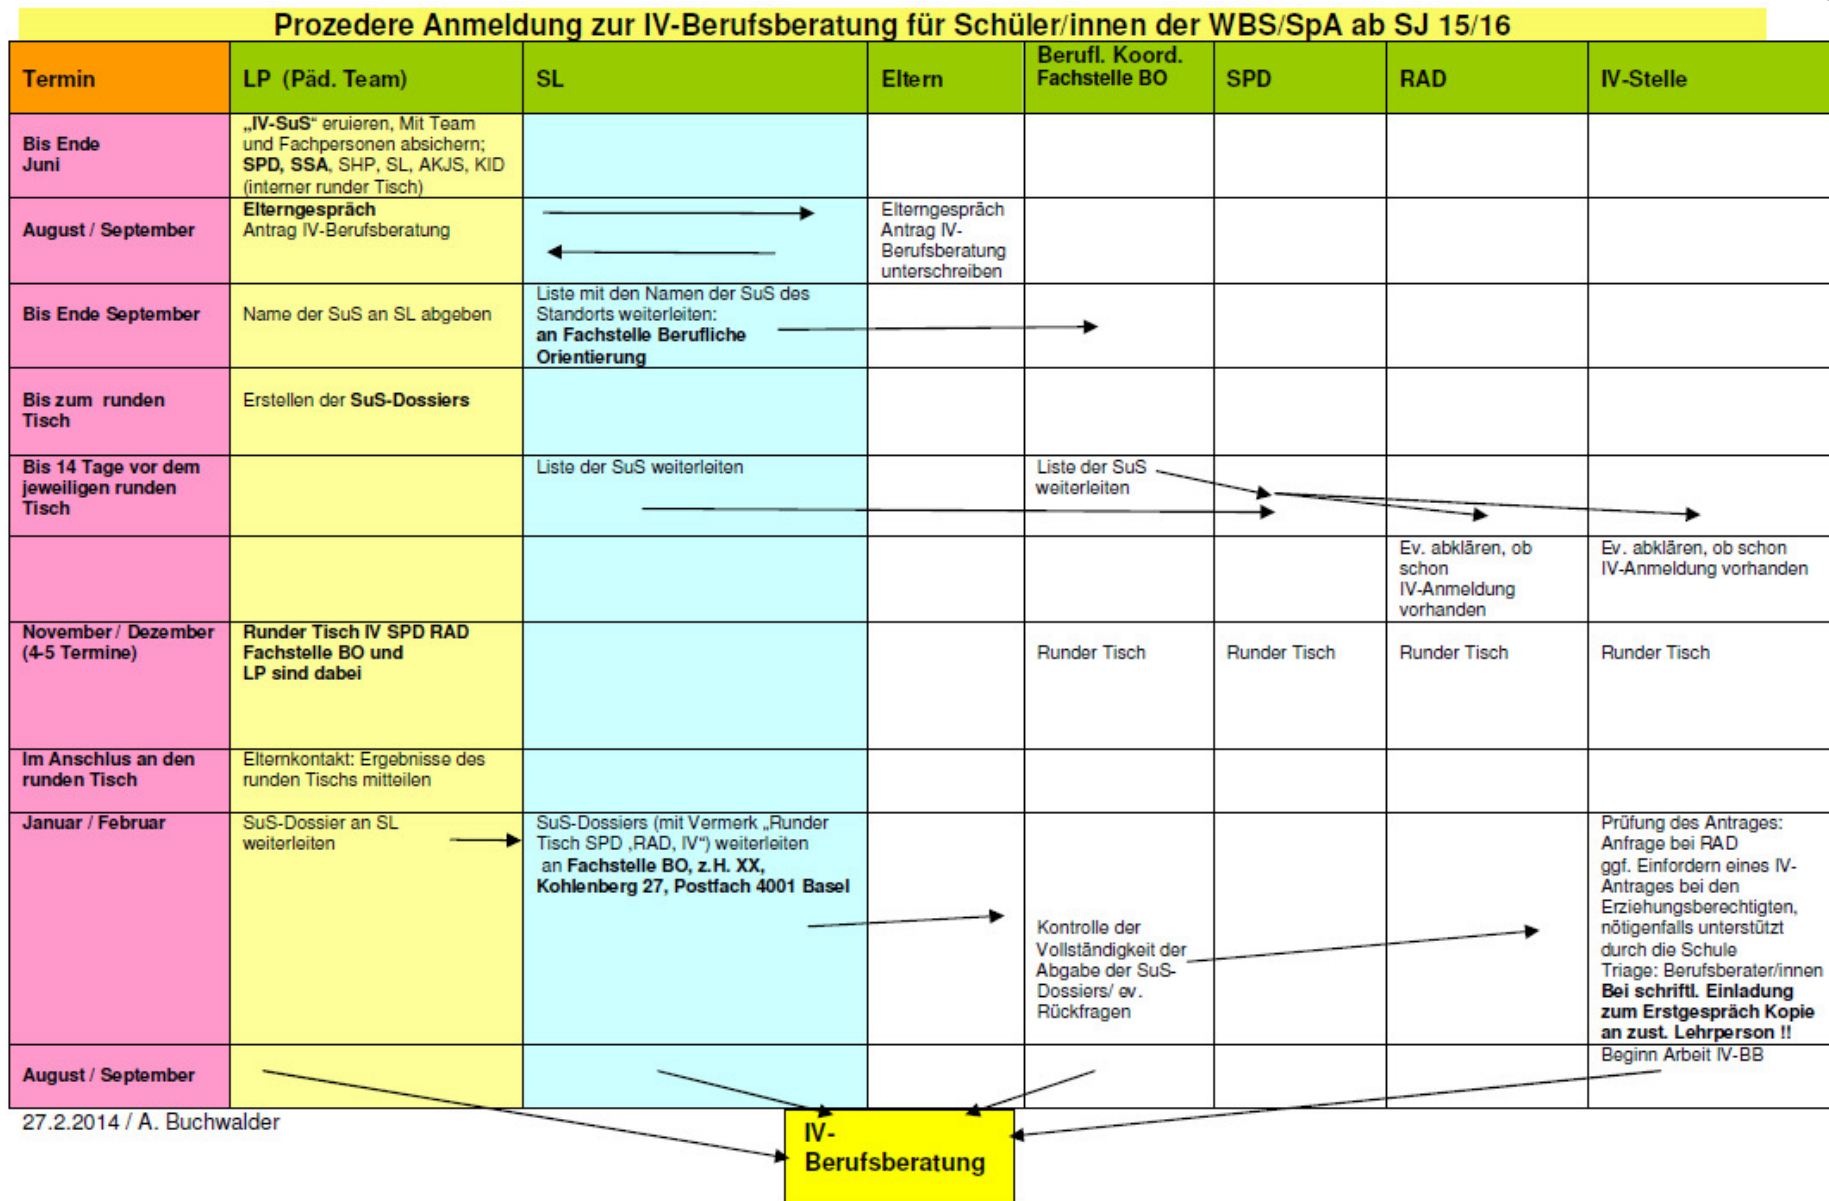 Prozedere Anmeldung zur IV-Berufsberatung für Schüler/innen der WBS/SpA ab SJ 15/16
Termin
LP (Päd. Team)
SL
Eltern
Berufl. Koord.
Fachstelle BO
SPD
RAD
IV-Stelle
Bis Ende
Juni
„IV-SuS“ eruieren, Mit Team
und Fachpersonen absichern;
SPD, SSA, SHP, SL, AKJS, KID
(interner runder Tisch)
August / September
Elterngespräch
Antrag IV-Berufsberatung
Elterngespräch
Antrag IV-
Berufsberatung
unterschreiben
Bis Ende September
Name der SuS an SL abgeben
Liste mit den Namen der SuS des
Standorts weiterleiten:
an Fachstelle Berufliche
Orientierung
Bis zum runden
Tisch
Erstellen der SuS-Dossiers
Bis 14 Tage vor dem
jeweiligen runden
Tisch
Liste der SuS weiterleiten
Liste der SuS
weiterleiten
Ev. abklären, ob
schon
IV-Anmeldung
vorhanden
Ev. abklären, ob schon
IV-Anmeldung vorhanden
November / Dezember
(4-5 Termine)
Runder Tisch IV SPD RAD
Fachstelle BO und
LP sind dabei
Runder Tisch
Runder Tisch
Runder Tisch
Runder Tisch
Im Anschlus an den
runden Tisch
Elternkontakt: Ergebnisse des
runden Tischs mitteilen
Januar / Februar
SuS-Dossier an SL
weiterleiten
SuS-Dossiers (mit Vermerk „Runder
Tisch SPD ,RAD, IV“) weiterleiten
an Fachstelle BO, z.H. XX,
Kohlenberg 27, Postfach 4001 Basel
Kontrolle der
Vollständigkeit der
Abgabe der SuS-
Dossiers/ ev.
Rückfragen
Prüfung des Antrages:
Anfrage bei RAD
ggf. Einfordern eines IV-
Antrages bei den
Erziehungsberechtigten,
nötigenfalls unterstützt
durch die Schule
Triage: Berufsberater/innen
Bei schriftl. Einladung
zum Erstgespräch Kopie
an zust. Lehrperson !!
August / September
Beginn Arbeit IV-BB
27.2.2014 / A. Buchwalder
IV-
Berufsberatung